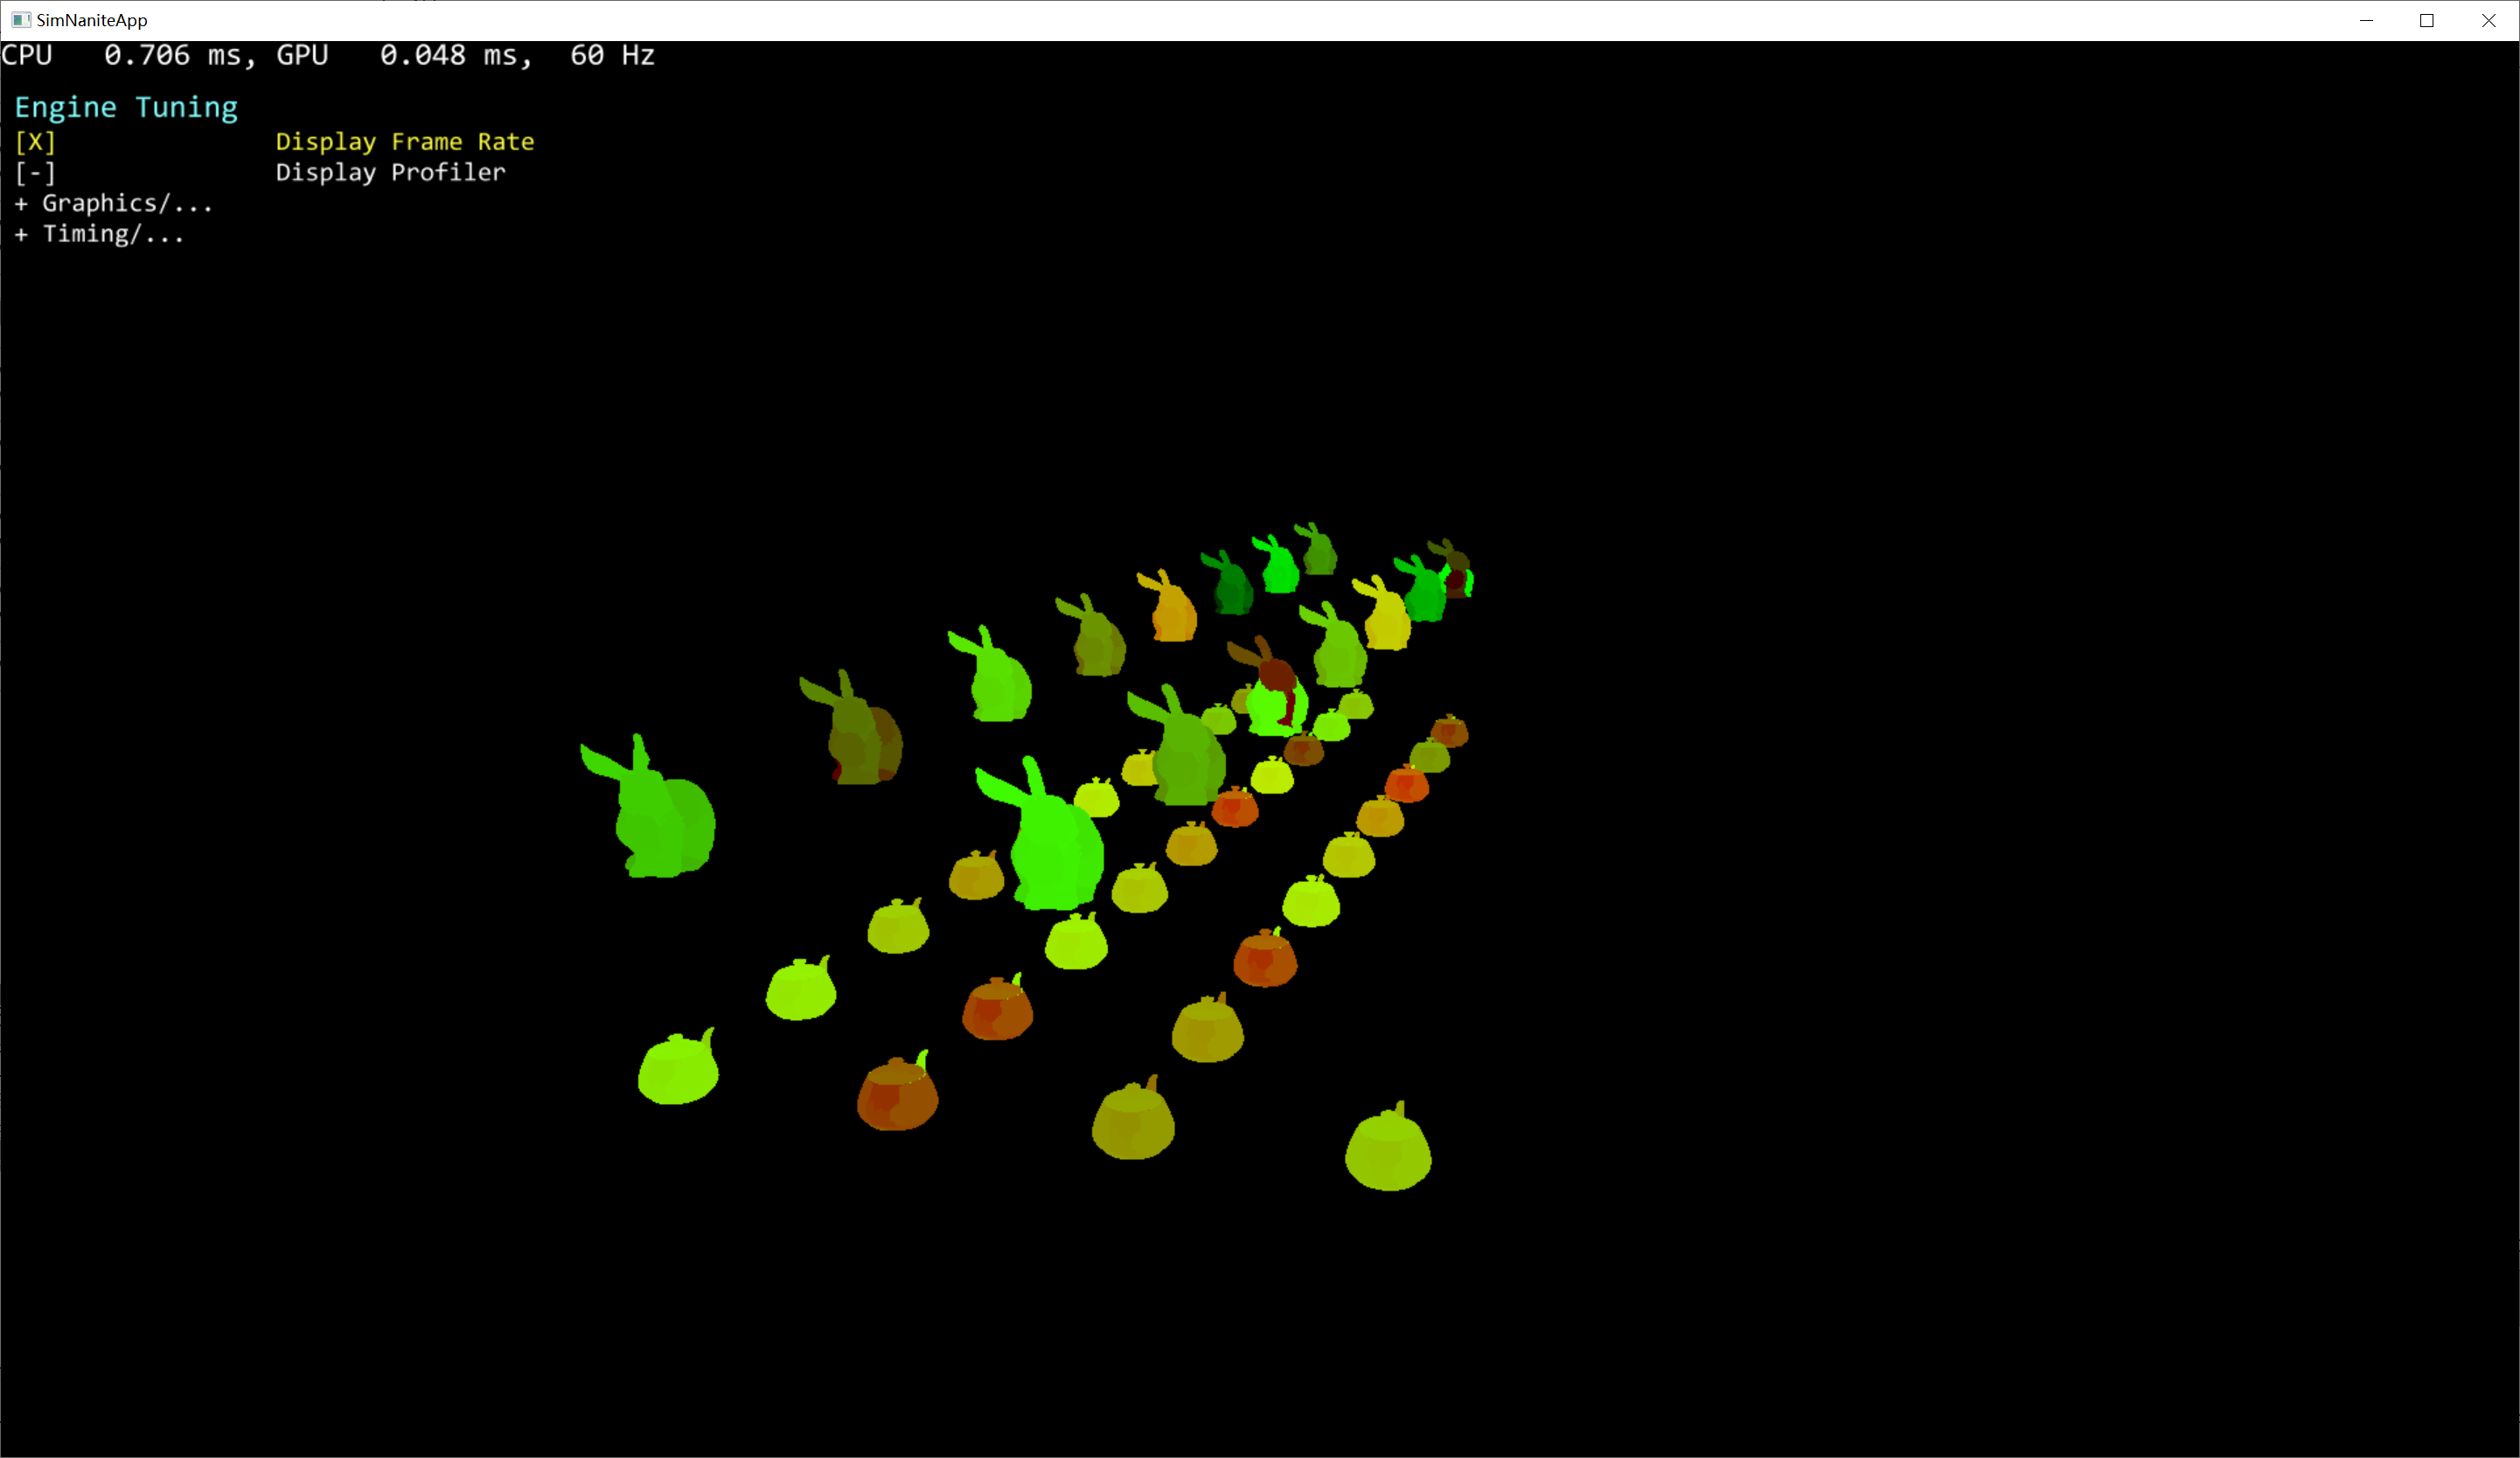 SimNaniteApp
CPU 0.706 ms, GPU 0.048 ms, 60 Hz
Engine Tuning
[X] Display Frame Rate
[-] Display Profiler
+ Graphics/...
+ Timing/...